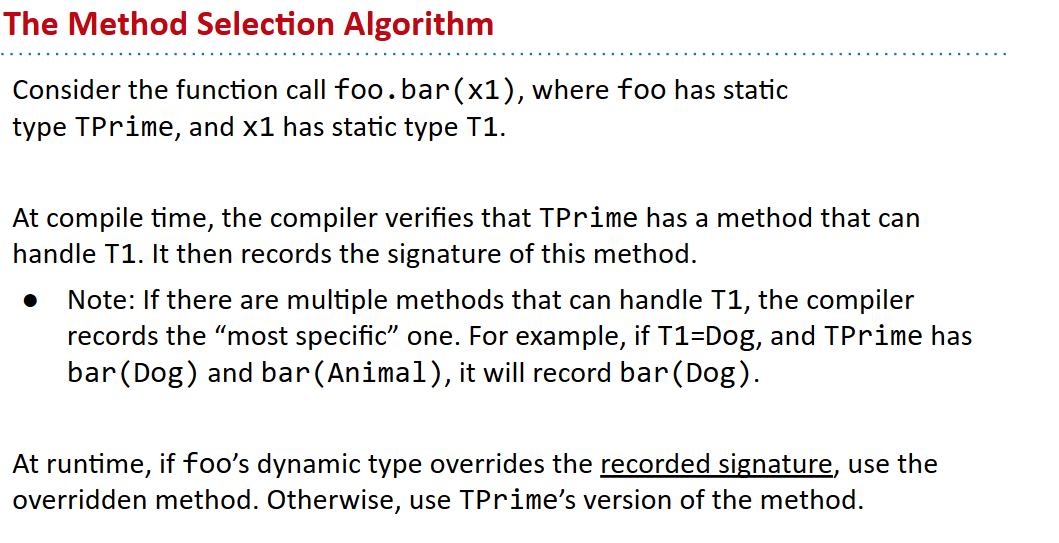 The Method Selection Algorithm
Consider the function call foo.bar(x1), where foo has static
type TPrime, and x1 has static type T1.
At compile time, the compiler verifies that TPrime has a method that can
handle T1. It then records the signature of this method.
● Note: If there are multiple methods that can handle T1, the compiler
records the “most specific” one. For example, if T1=Dog, and TPrime has
bar(Dog) and bar(Animal), it will record bar(Dog).
At runtime, if foo’s dynamic type overrides the recorded signature, use the
overridden method. Otherwise, use TPrime’s version of the method.